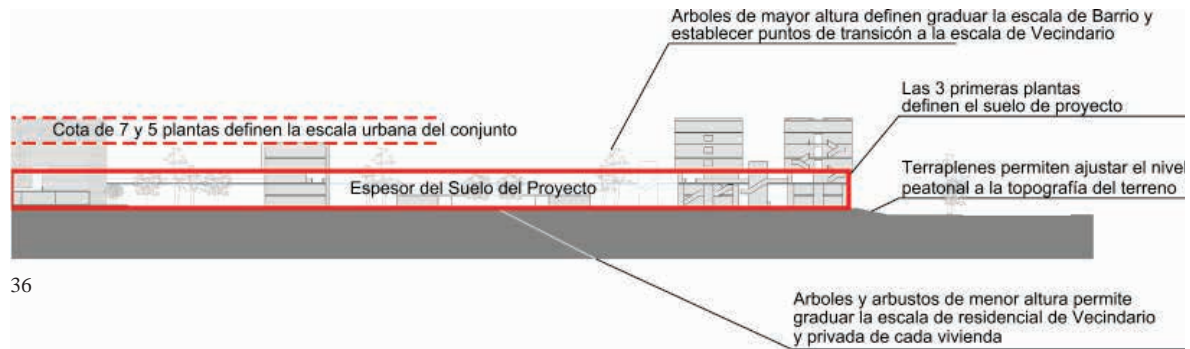 Arboles de mayor altura definen graduar la escala de Barrio y
establecer puntos de transicón a la escala de Vecindario
Las 3 primeras plantas
definen el suelo de proyecto
Cota de 7 y 5 plantas definen la escala urbana del conjunto
Terraplenes permiten ajustar el nivel
peatonal a la topografía del terreno
Espesor del Suelo del Proyecto
36
Arboles y arbustos de menor altura permite
graduar la escala de residencial de Vecindario
y privada de cada vivienda